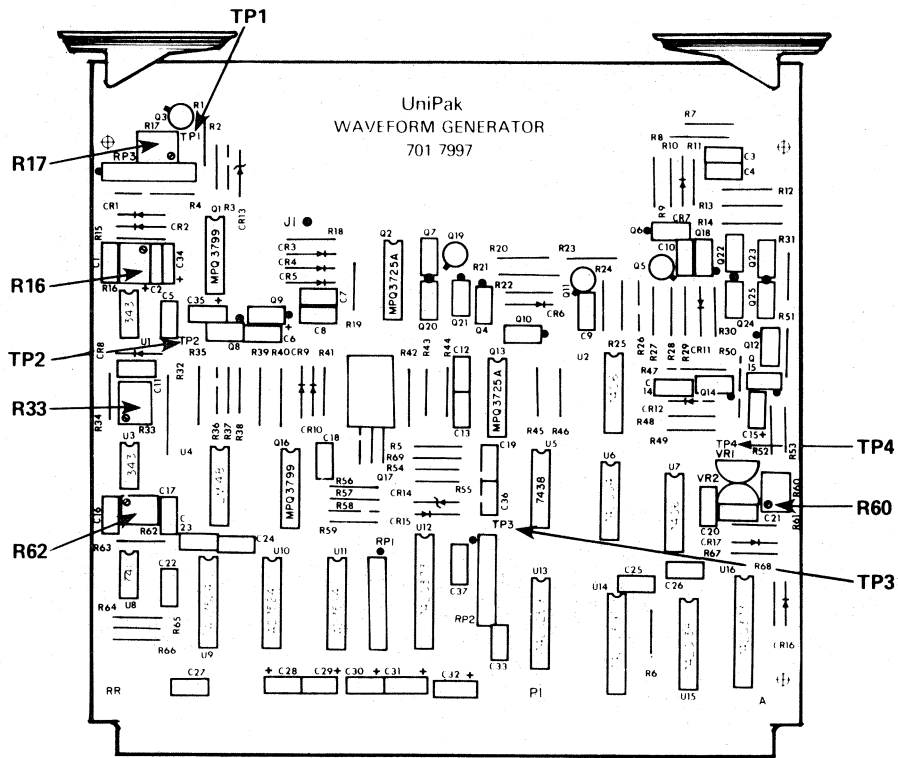 TP1
UniPak
WAVEFORM GENERATOR
701 7997
Q3
R1
R17
TP1
R2
R7
R8
R10
R11
C3
C4
R17
RP3
R12
R4
R3
CR13
R13
R9
CR7
R14
CR1
CR2
Q1
MPQ3799
J1
R18
Q2
MPQ3725A
Q7
Q19
R20
R23
Q6
C10
Q18
Q22
Q23
R31
R15
C1
C34
CR3
CR4
CR5
R21
R22
R24
Q5
R16
R16
C2
C5
C35
Q9
C7
C8
R19
Q20
Q21
Q4
CR6
Q11
C9
Q25
R30
Q24
R51
343
U1
TP2
TP2
Q8
C6
Q10
Q12
CR8
R35
R39
R40
CR9
R41
R42
R43
R44
C12
Q13
MPQ3725A
U2
R25
R26
R27
R28
R29
CR11
R50
Q15
C11
R32
R47
C14
Q14
R33
R34
R33
R36
R37
R38
CR10
C13
R45
R46
CR12
R48
R49
C15
R52
R53
TP4
TP4
U3
343
U4
Q16
MPQ3799
C18
R5
R69
R54
Q17
C19
U5
7438
U6
U7
VR1
VR2
R56
R57
R58
R59
CR14
CR15
R55
C36
C16
C17
R62
R62
R63
C23
C24
TP3
C20
C21
R60
R61
R60
CR17
R67
R68
U8
C22
U10
U11
RP1
U12
C37
RP2
U13
U14
C25
C26
U16
TP3
R64
R65
R66
U9
C33
R6
U15
CR16
RR
C27
C28
C29
C30
C31
C32
P1
A